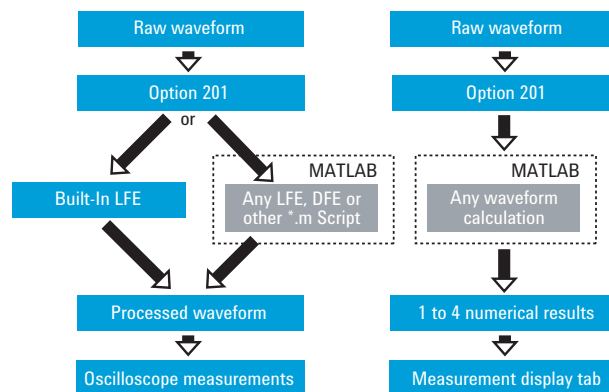 Raw waveform
Option 201
or
Built-In LFE
MATLAB
Any LFE, DFE or
other *.m Script
Processed waveform
Oscilloscope measurements
Raw waveform
Option 201
MATLAB
Any waveform
calculation
1 to 4 numerical results
Measurement display tab